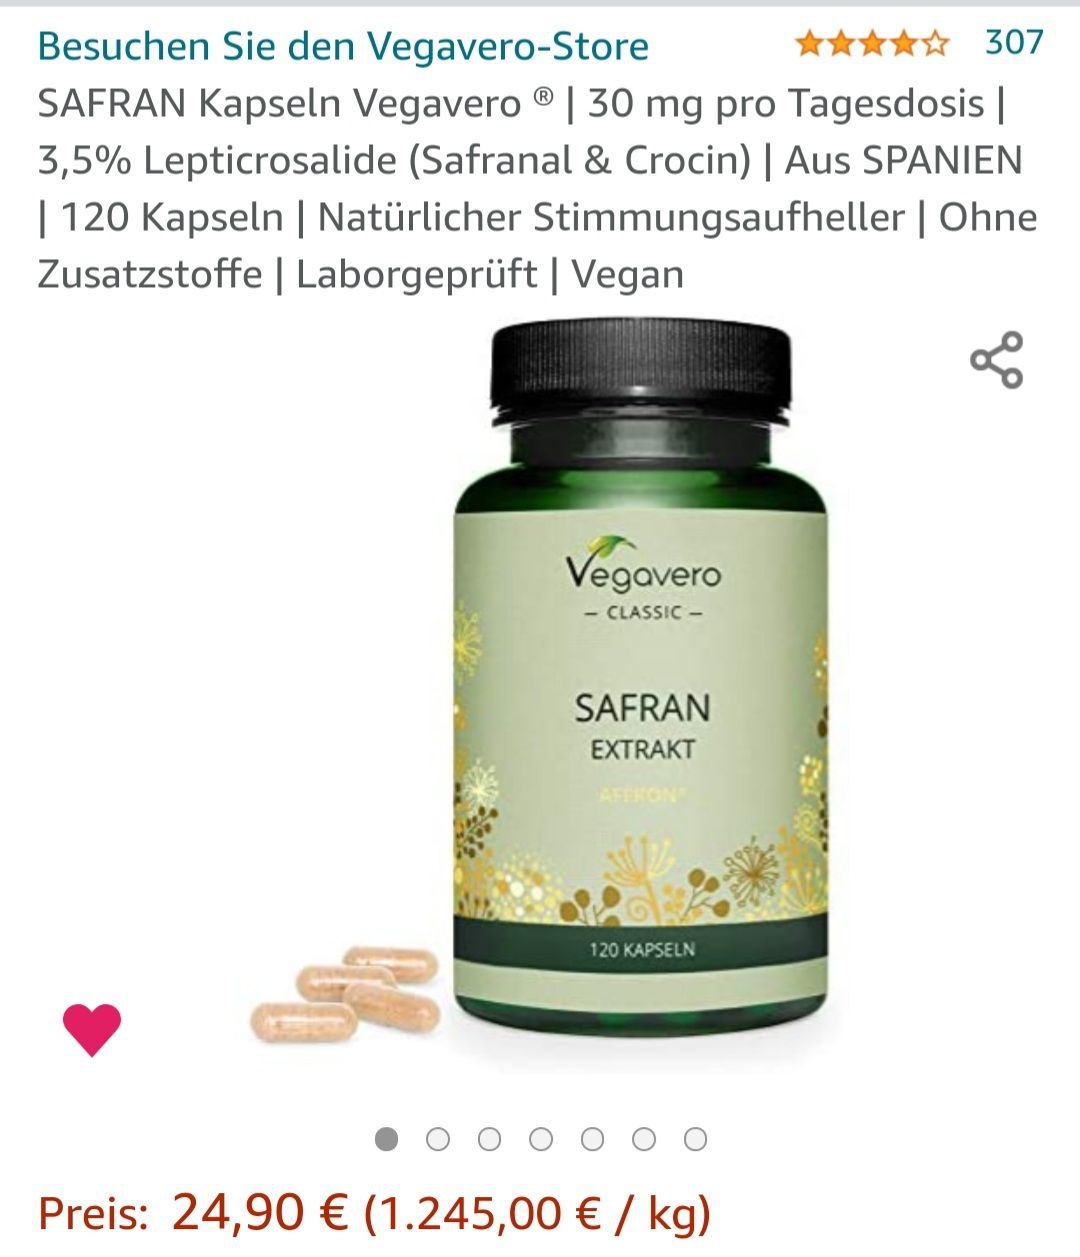 Besuchen Sie den Vegavero-Store 307
SAFRAN Kapseln Vegavero ® | 30 mg pro Tagesdosis |
3,5% Lepticrosalide (Safranal & Crocin) | Aus SPANIEN
| 120 Kapseln | Natürlicher Stimmungsaufheller | Ohne
Zusatzstoffe | Laborgeprüft | Vegan
Vegavero
– CLASSIC –
SAFRAN
EXTRAKT
AFFRON®
120 KAPSELN
Preis: 24,90 € (1.245,00 € / kg)